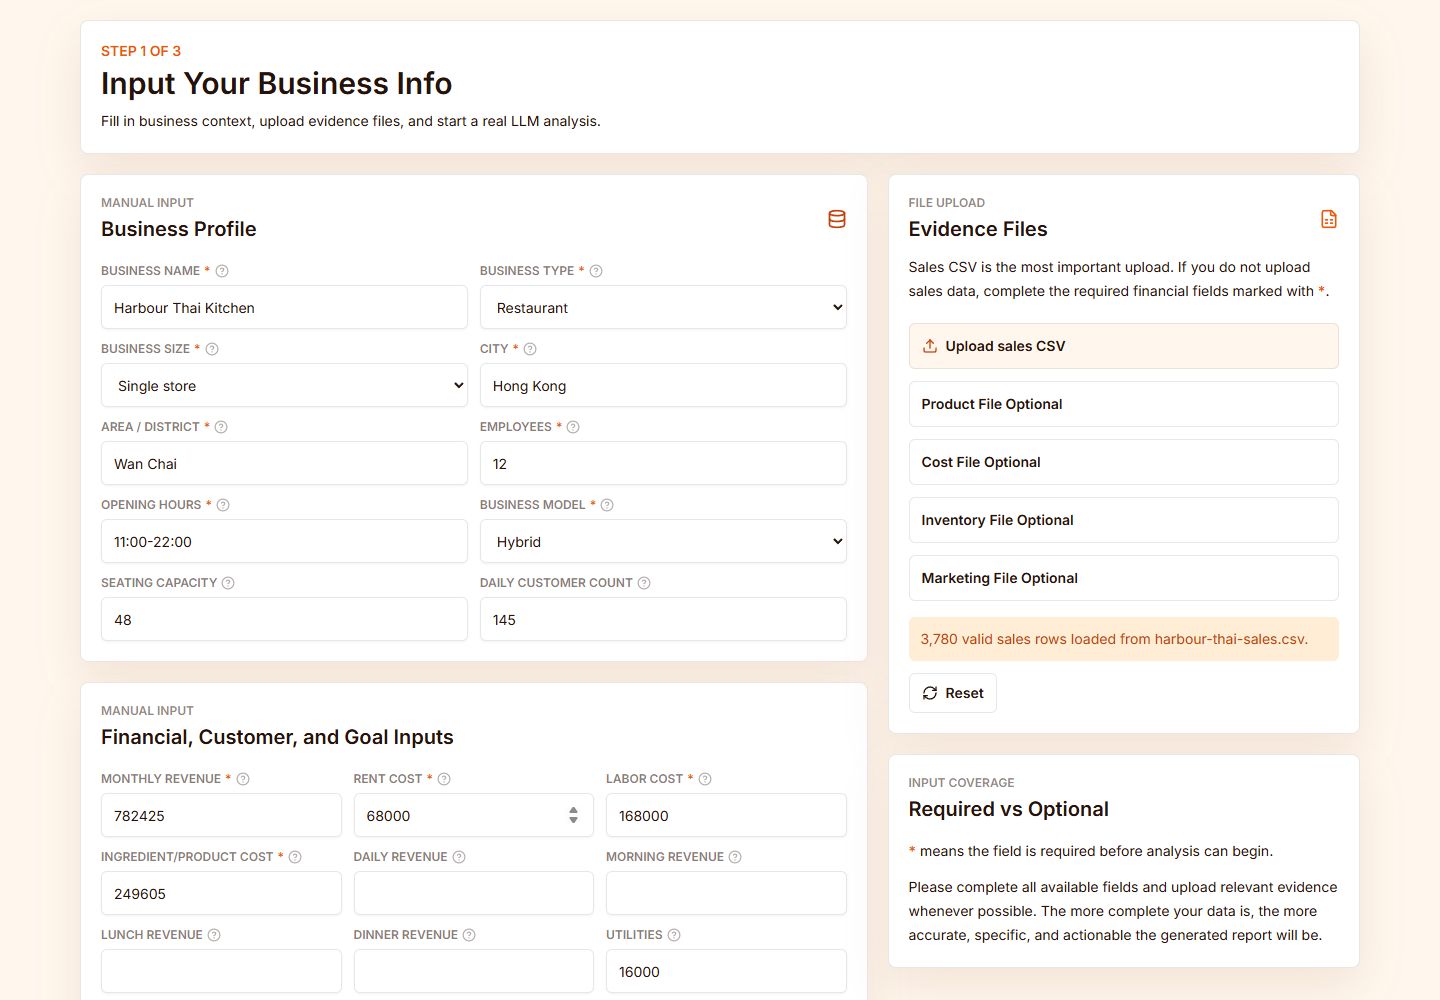 STEP 1 OF 3
Input Your Business Info
Fill in business context, upload evidence files, and start a real LLM analysis.
MANUAL INPUT
Business Profile
BUSINESS NAME *
BUSINESS TYPE *
Harbour Thai Kitchen
Restaurant
BUSINESS SIZE *
CITY *
Single store
Hong Kong
AREA / DISTRICT *
EMPLOYEES *
Wan Chai
12
OPENING HOURS *
BUSINESS MODEL *
11:00-22:00
Hybrid
SEATING CAPACITY
DAILY CUSTOMER COUNT
48
145
MANUAL INPUT
Financial, Customer, and Goal Inputs
MONTHLY REVENUE *
RENT COST *
LABOR COST *
782425
68000
168000
INGREDIENT/PRODUCT COST *
DAILY REVENUE
MORNING REVENUE
249605
LUNCH REVENUE
DINNER REVENUE
UTILITIES
16000
FILE UPLOAD
Evidence Files
Sales CSV is the most important upload. If you do not upload
sales data, complete the required financial fields marked with *.
Upload sales CSV
Product File Optional
Cost File Optional
Inventory File Optional
Marketing File Optional
3,780 valid sales rows loaded from harbour-thai-sales.csv.
Reset
INPUT COVERAGE
Required vs Optional
* means the field is required before analysis can begin.
Please complete all available fields and upload relevant evidence
whenever possible. The more complete your data is, the more
accurate, specific, and actionable the generated report will be.